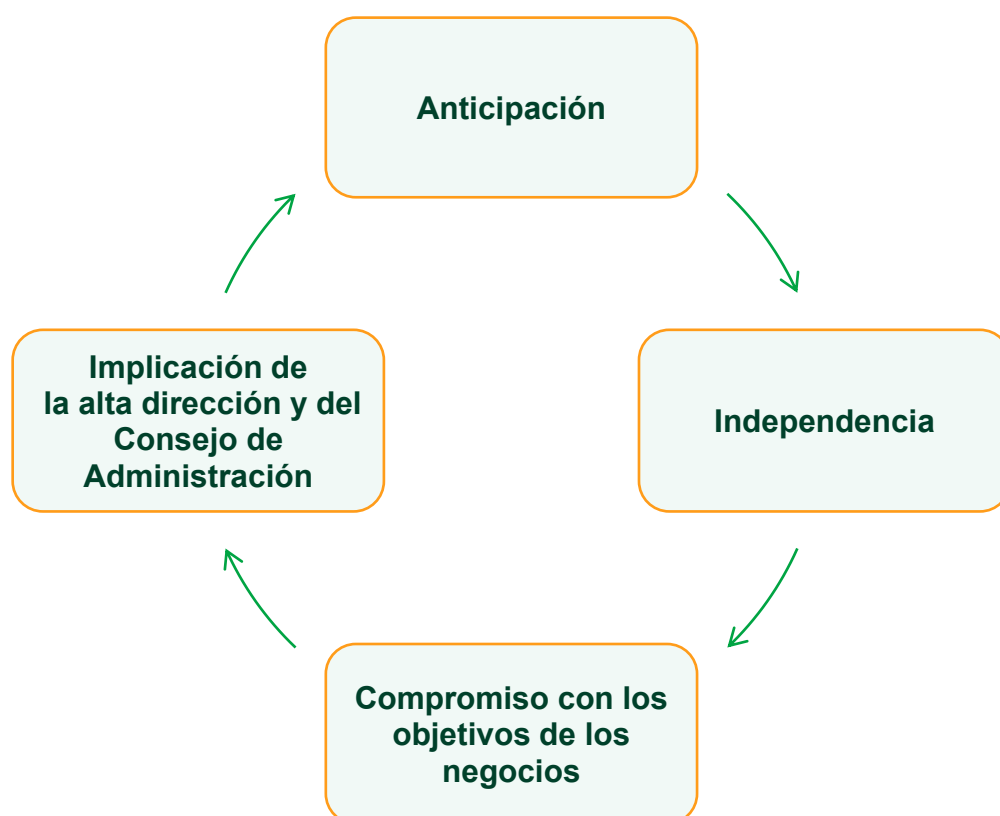 Anticipación
Independencia
Compromiso con los
objetivos de los
negocios
Implicación de
la alta dirección y del
Consejo de
Administración